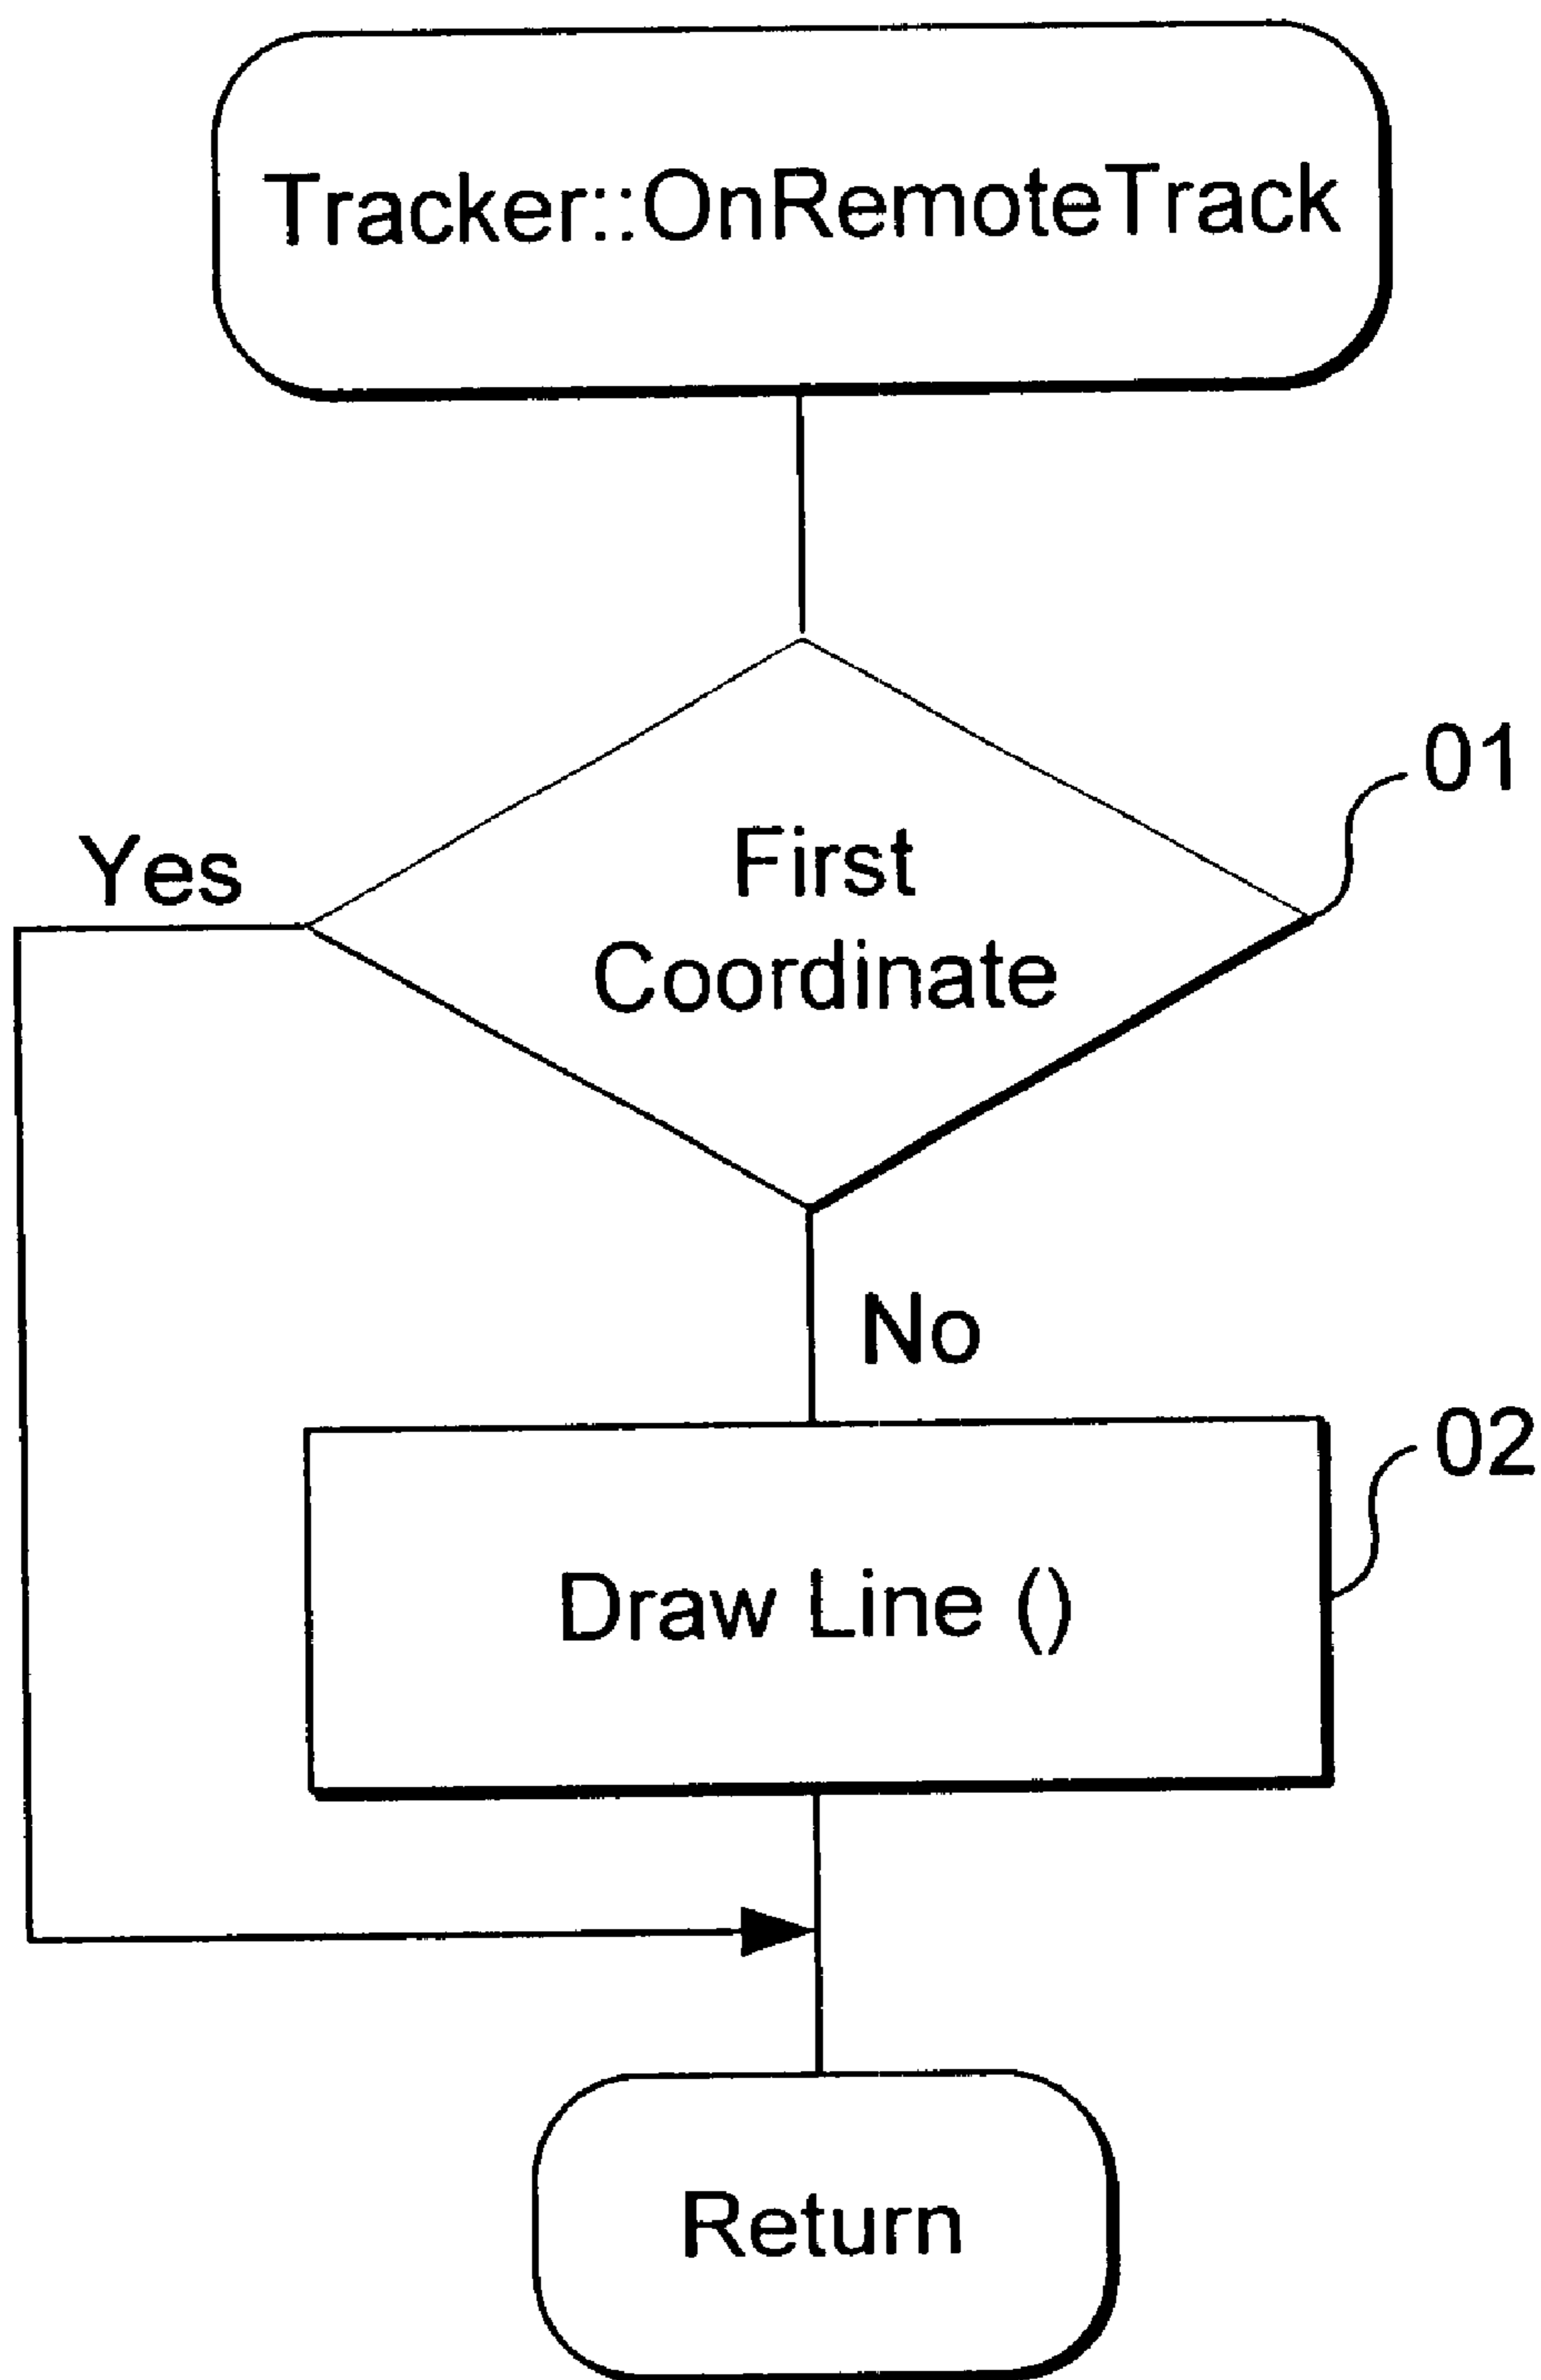 Tracker::OnRemoteTrack
01
Yes
First
Coordinate
No
02
Draw Line ()
Return